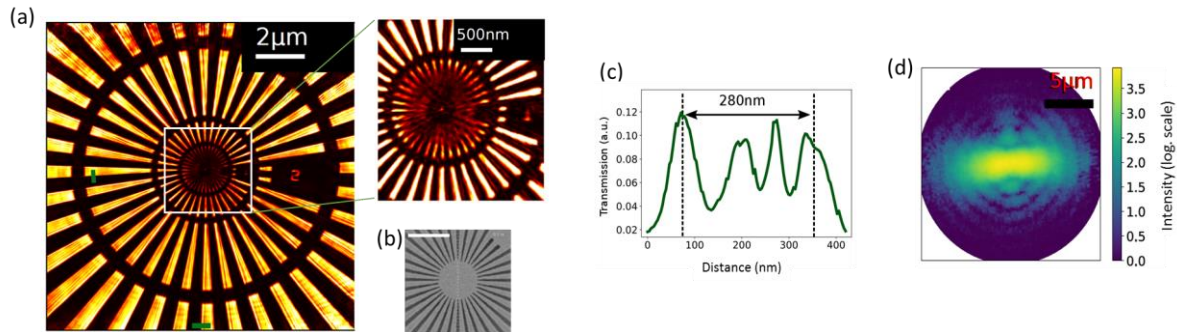 (a)
2μm
2
500nm
(b)
(c)
280nm
Transmission (a.u.)
0.12
0.10
0.08
0.06
0.04
0.02
0 100 200 300 400
Distance (nm)
(d)
5μm
3.5
3.0
2.5
2.0
1.5
1.0
0.5
0.0
Intensity (log. scale)